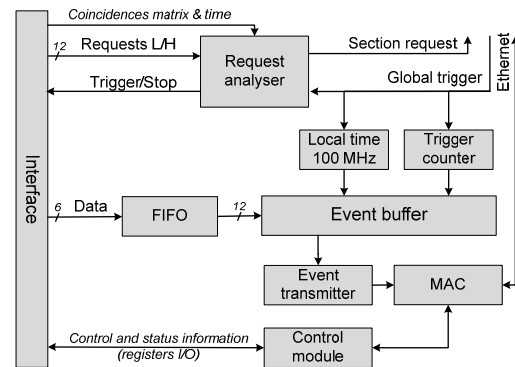 Coincidences matrix & time
12 Requests L/H
Trigger/Stop
Request
analyser
Section request
Global trigger
Ethernet
Interface
Local time
100 MHz
Trigger
counter
6 Data
FIFO
12
Event buffer
Event
transmitter
MAC
Control and status information
(registers I/O)
Control
module